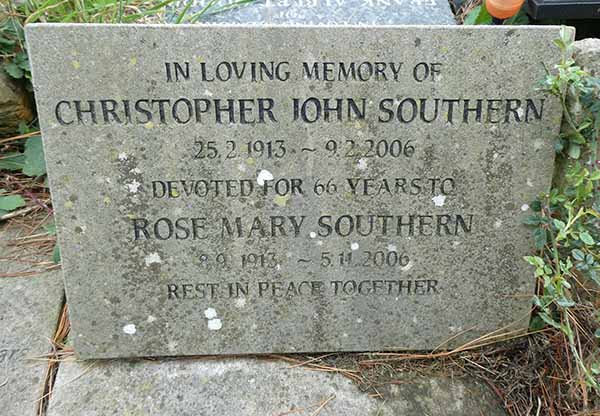 IN LOVING MEMORY OF
CHRISTOPHER JOHN SOUTHERN
25.2.1913 ~ 9.2.2006
DEVOTED FOR 66 YEARS TO
ROSE MARY SOUTHERN
8.9.1913 ~ 5.11.2006
REST IN PEACE TOGETHER